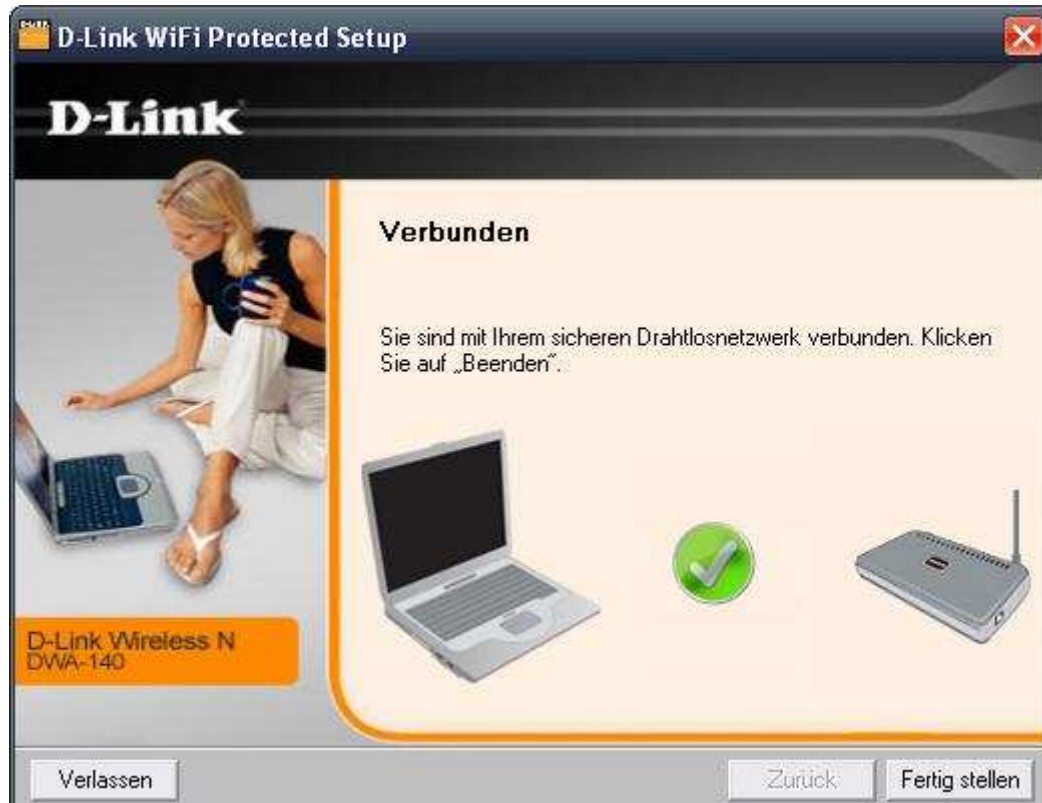 D-Link WiFi Protected Setup
D-Link
Verbunden
Sie sind mit Ihrem sicheren Drahtlosnetzwerk verbunden. Klicken
Sie auf „Beenden“.
D-Link Wireless N
DWA-140
Verlassen
Zurück
Fertig stellen